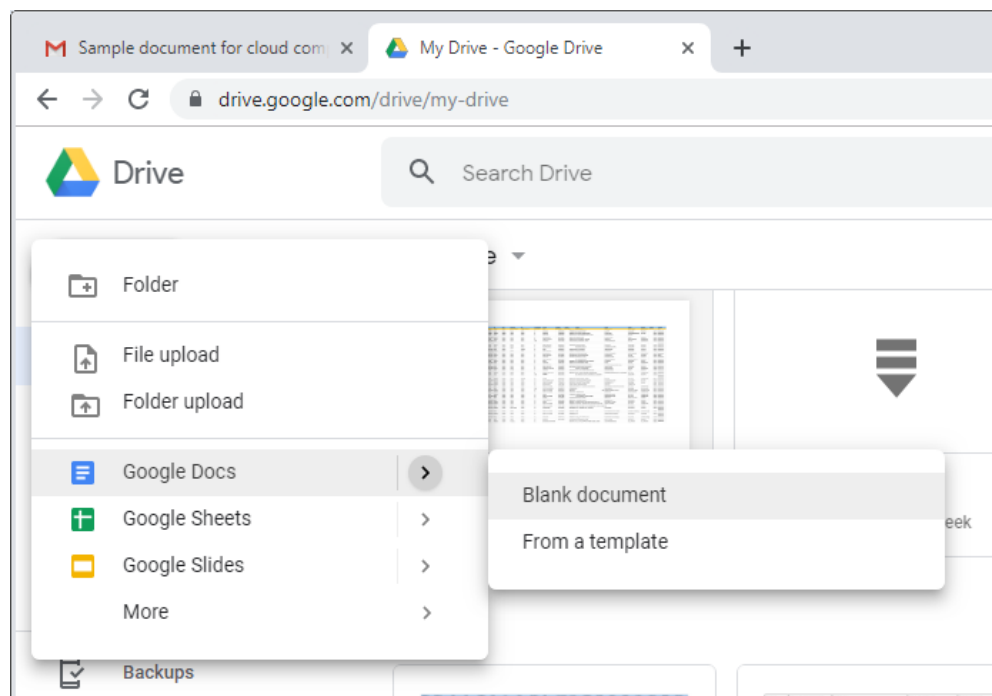 Sample document for cloud com
My Drive - Google Drive
drive.google.com/drive/my-drive
Drive
Search Drive
e
Folder
File upload
Folder upload
Google Docs
Blank document
Google Sheets
eek
From a template
Google Slides
More
Backups